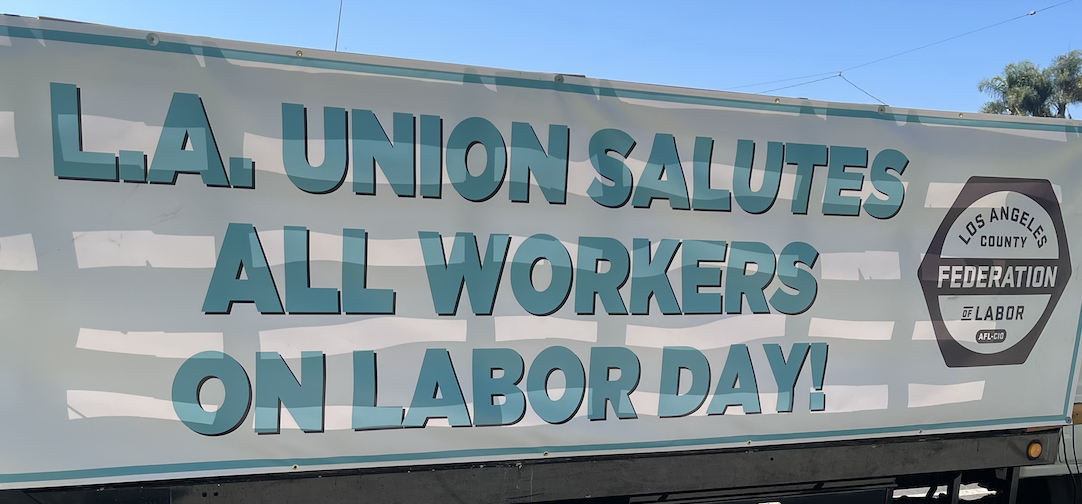 L.A. UNION SALUTES
ALL WORKERS
ON LABOR DAY!
LOS ANGELES
COUNTY
FEDERATION
OF LABOR
AFL-CIO